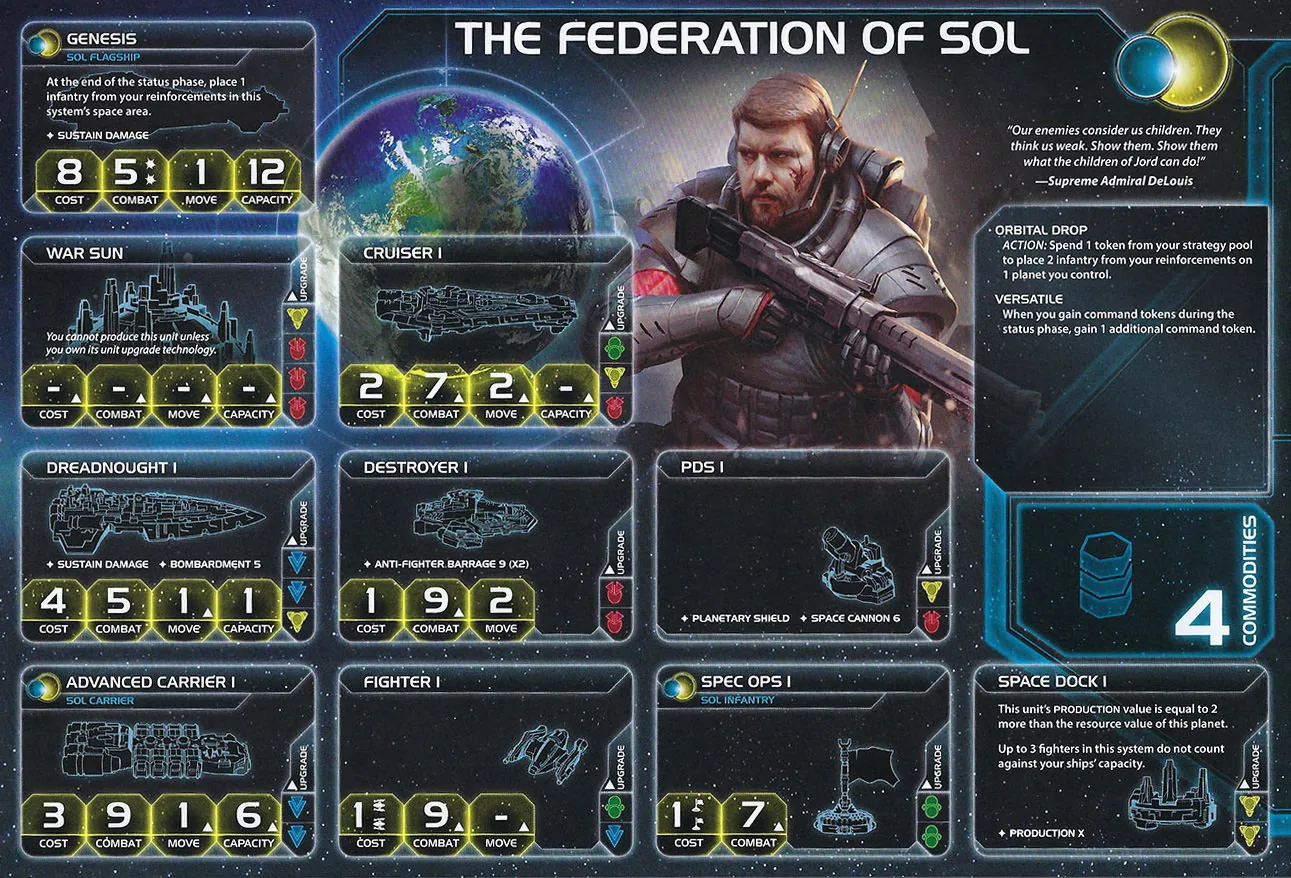 THE FEDERATION OF SOL
GENESIS
SOL FLAGSHIP
At the end of the status phase, place 1
infantry from your reinforcements in this
system's space area.
✦ SUSTAIN DAMAGE
8 5 1 12
COST COMBAT MOVE CAPACITY
"Our enemies consider us children. They
think us weak. Show them. Show them
what the children of Jord can do!"
—Supreme Admiral DeLouis
WAR SUN
You cannot produce this unit unless
you own its unit upgrade technology.
- - - -
COST COMBAT MOVE CAPACITY
UPGRADE
CRUISER I
2 7 2 -
COST COMBAT MOVE CAPACITY
UPGRADE
ORBITAL DROP
ACTION: Spend 1 token from your strategy pool
to place 2 infantry from your reinforcements on
1 planet you control.
VERSATILE
When you gain command tokens during the
status phase, gain 1 additional command token.
DREADNOUGHT I
✦ SUSTAIN DAMAGE ✦ BOMBARDMENT 5
4 5 1 1
COST COMBAT MOVE CAPACITY
UPGRADE
DESTROYER I
✦ ANTI-FIGHTER BARRAGE 9 (X2)
1 9 2
COST COMBAT MOVE
UPGRADE
PDS I
✦ PLANETARY SHIELD ✦ SPACE CANNON 6
UPGRADE
4
COMMODITIES
ADVANCED CARRIER I
SOL CARRIER
3 9 1 6
COST COMBAT MOVE CAPACITY
UPGRADE
FIGHTER I
1 9 -
COST COMBAT MOVE
UPGRADE
SPEC OPS I
SOL INFANTRY
1 7
COST COMBAT
UPGRADE
SPACE DOCK I
This unit's PRODUCTION value is equal to 2
more than the resource value of this planet.
Up to 3 fighters in this system do not count
against your ships' capacity.
✦ PRODUCTION X
UPGRADE